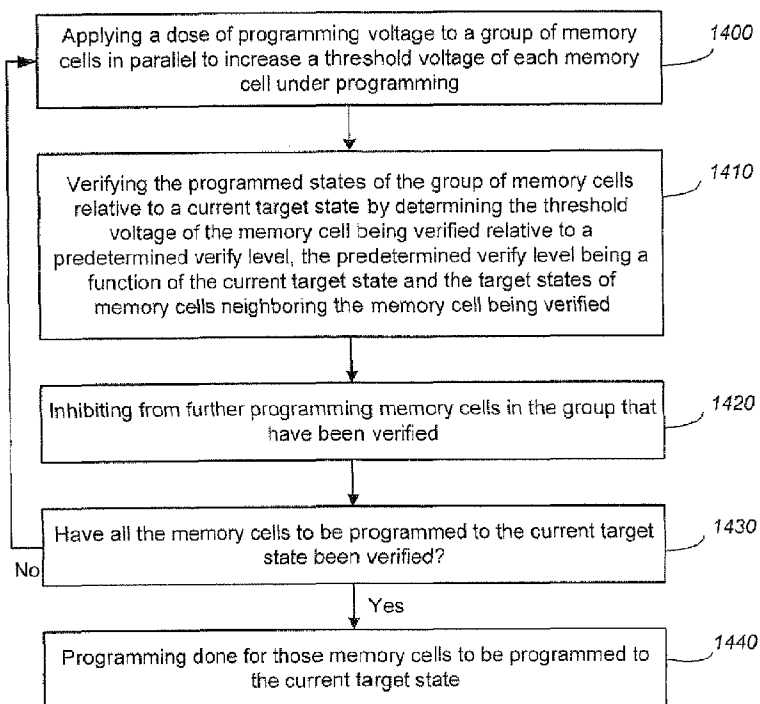 Applying a dose of programming voltage to a group of memory
cells in parallel to increase a threshold voltage of each memory
cell under programming
1400
Verifying the programmed states of the group of memory cells
relative to a current target state by determining the threshold
voltage of the memory cell being verified relative to a
predetermined verify level, the predetermined verify level being a
function of the current target state and the target states of
memory cells neighboring the memory cell being verified
1410
Inhibiting from further programming memory cells in the group that
have been verified
1420
Have all the memory cells to be programmed to the current target
state been verified?
1430
No
Yes
Programming done for those memory cells to be programmed to
the current target state
1440